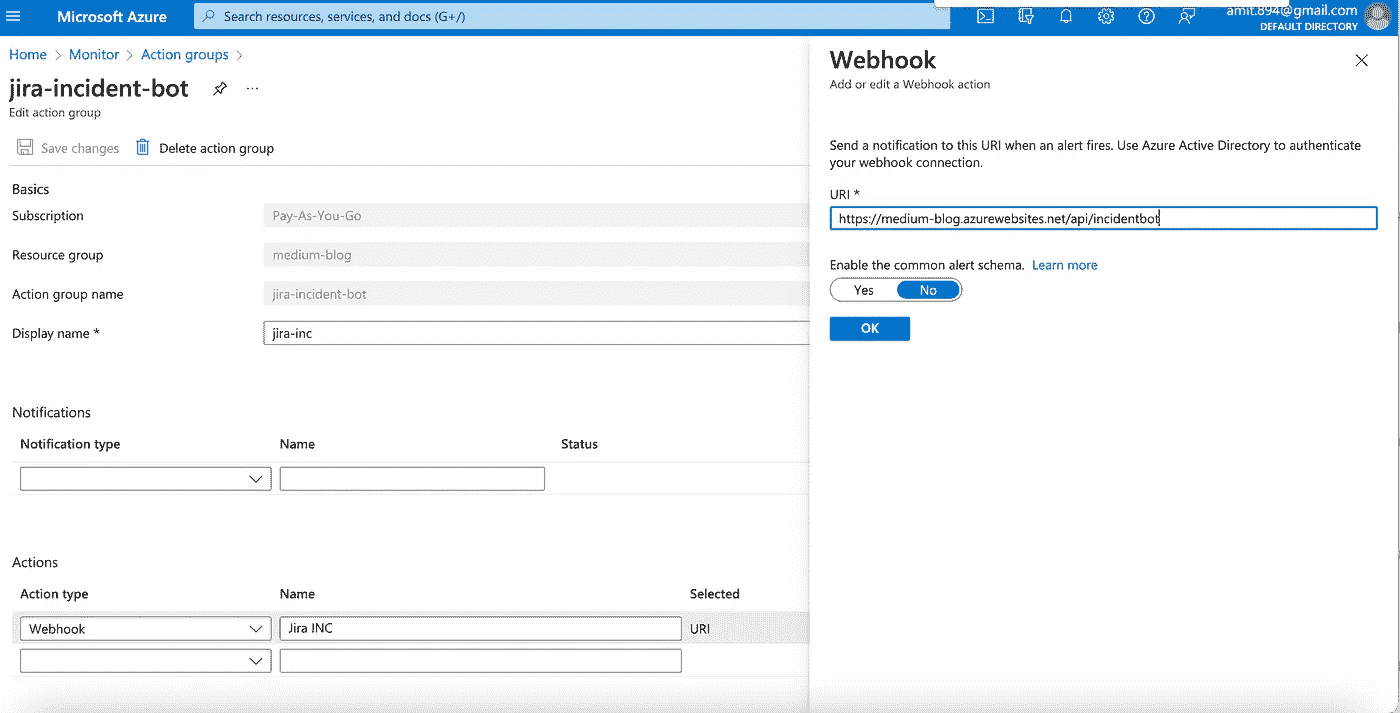 Microsoft Azure
Search resources, services, and docs (G+/)
amit.894@gmail.com
DEFAULT DIRECTORY
Home > Monitor > Action groups >
jira-incident-bot
...
Edit action group
Save changes
Delete action group
Basics
Subscription
Pay-As-You-Go
Resource group
medium-blog
Action group name
jira-incident-bot
Display name *
jira-inc
Notifications
Notification type
Name
Status
Actions
Action type
Name
Selected
Webhook
Jira INC
URI
Webhook
Add or edit a Webhook action
Send a notification to this URI when an alert fires. Use Azure Active Directory to authenticate
your webhook connection.
URI *
https://medium-blog.azurewebsites.net/api/incidentbot
Enable the common alert schema. Learn more
Yes
No
OK